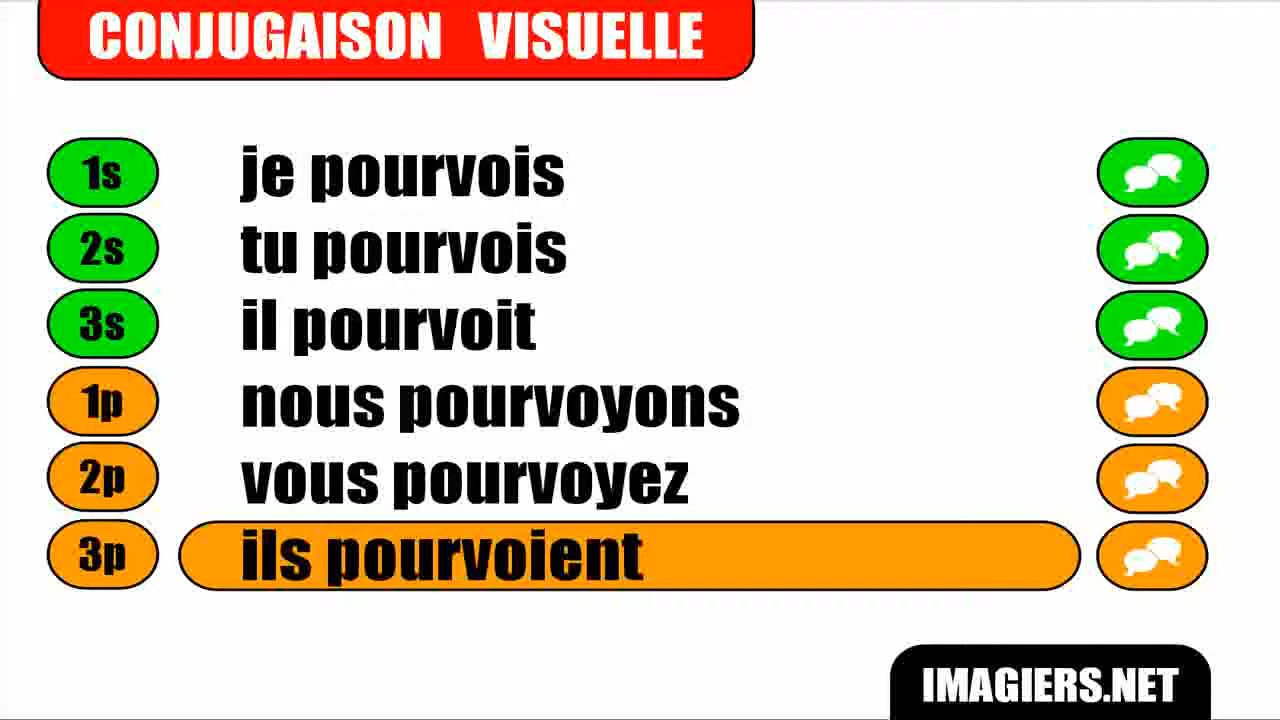 CONJUGAISON VISUELLE
1s je pourvois
2s tu pourvois
3s il pourvoit
1p nous pourvoyons
2p vous pourvoyez
3p ils pourvoient
IMAGIERS.NET